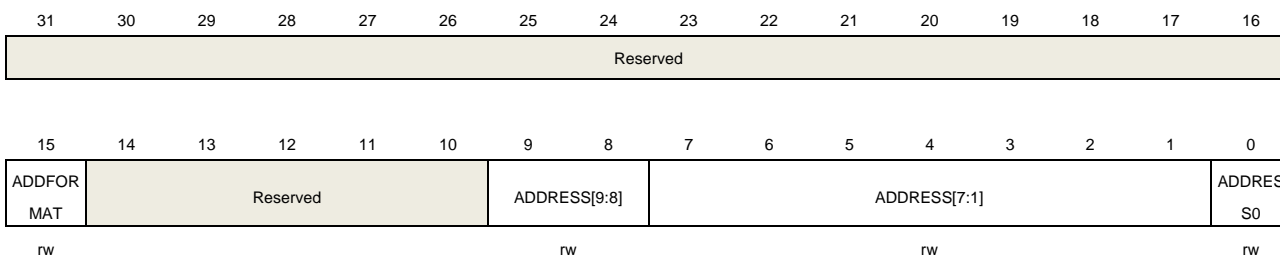 31 30 29 28 27 26 25 24 23 22 21 20 19 18 17 16
Reserved
15 14 13 12 11 10 9 8 7 6 5 4 3 2 1 0
ADDFOR
MAT
Reserved
ADDRESS[9:8]
ADDRESS[7:1]
ADDRES
S0
rw rw rw rw